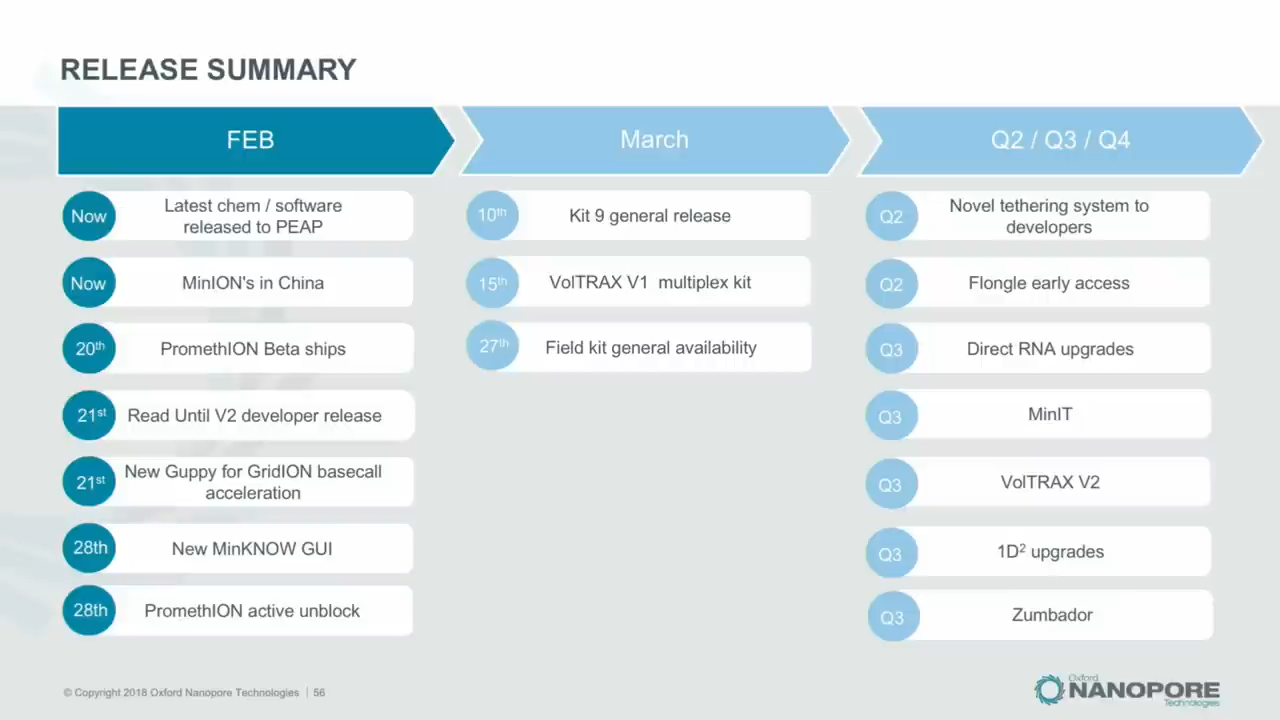 RELEASE SUMMARY
FEB
Now
Latest chem / software
released to PEAP
Now
MinION's in China
20th
PromethION Beta ships
21st
Read Until V2 developer release
21st
New Guppy for GridION basecall
acceleration
28th
New MinKNOW GUI
28th
PromethION active unblock
March
10th
Kit 9 general release
15th
VolTRAX V1 multiplex kit
27th
Field kit general availability
Q2 / Q3 / Q4
Q2
Novel tethering system to
developers
Q2
Flongle early access
Q3
Direct RNA upgrades
Q3
MinIT
Q3
VolTRAX V2
Q3
1D² upgrades
Q3
Zumbador
© Copyright 2018 Oxford Nanopore Technologies | 56
Oxford
NANOPORE
Technologies